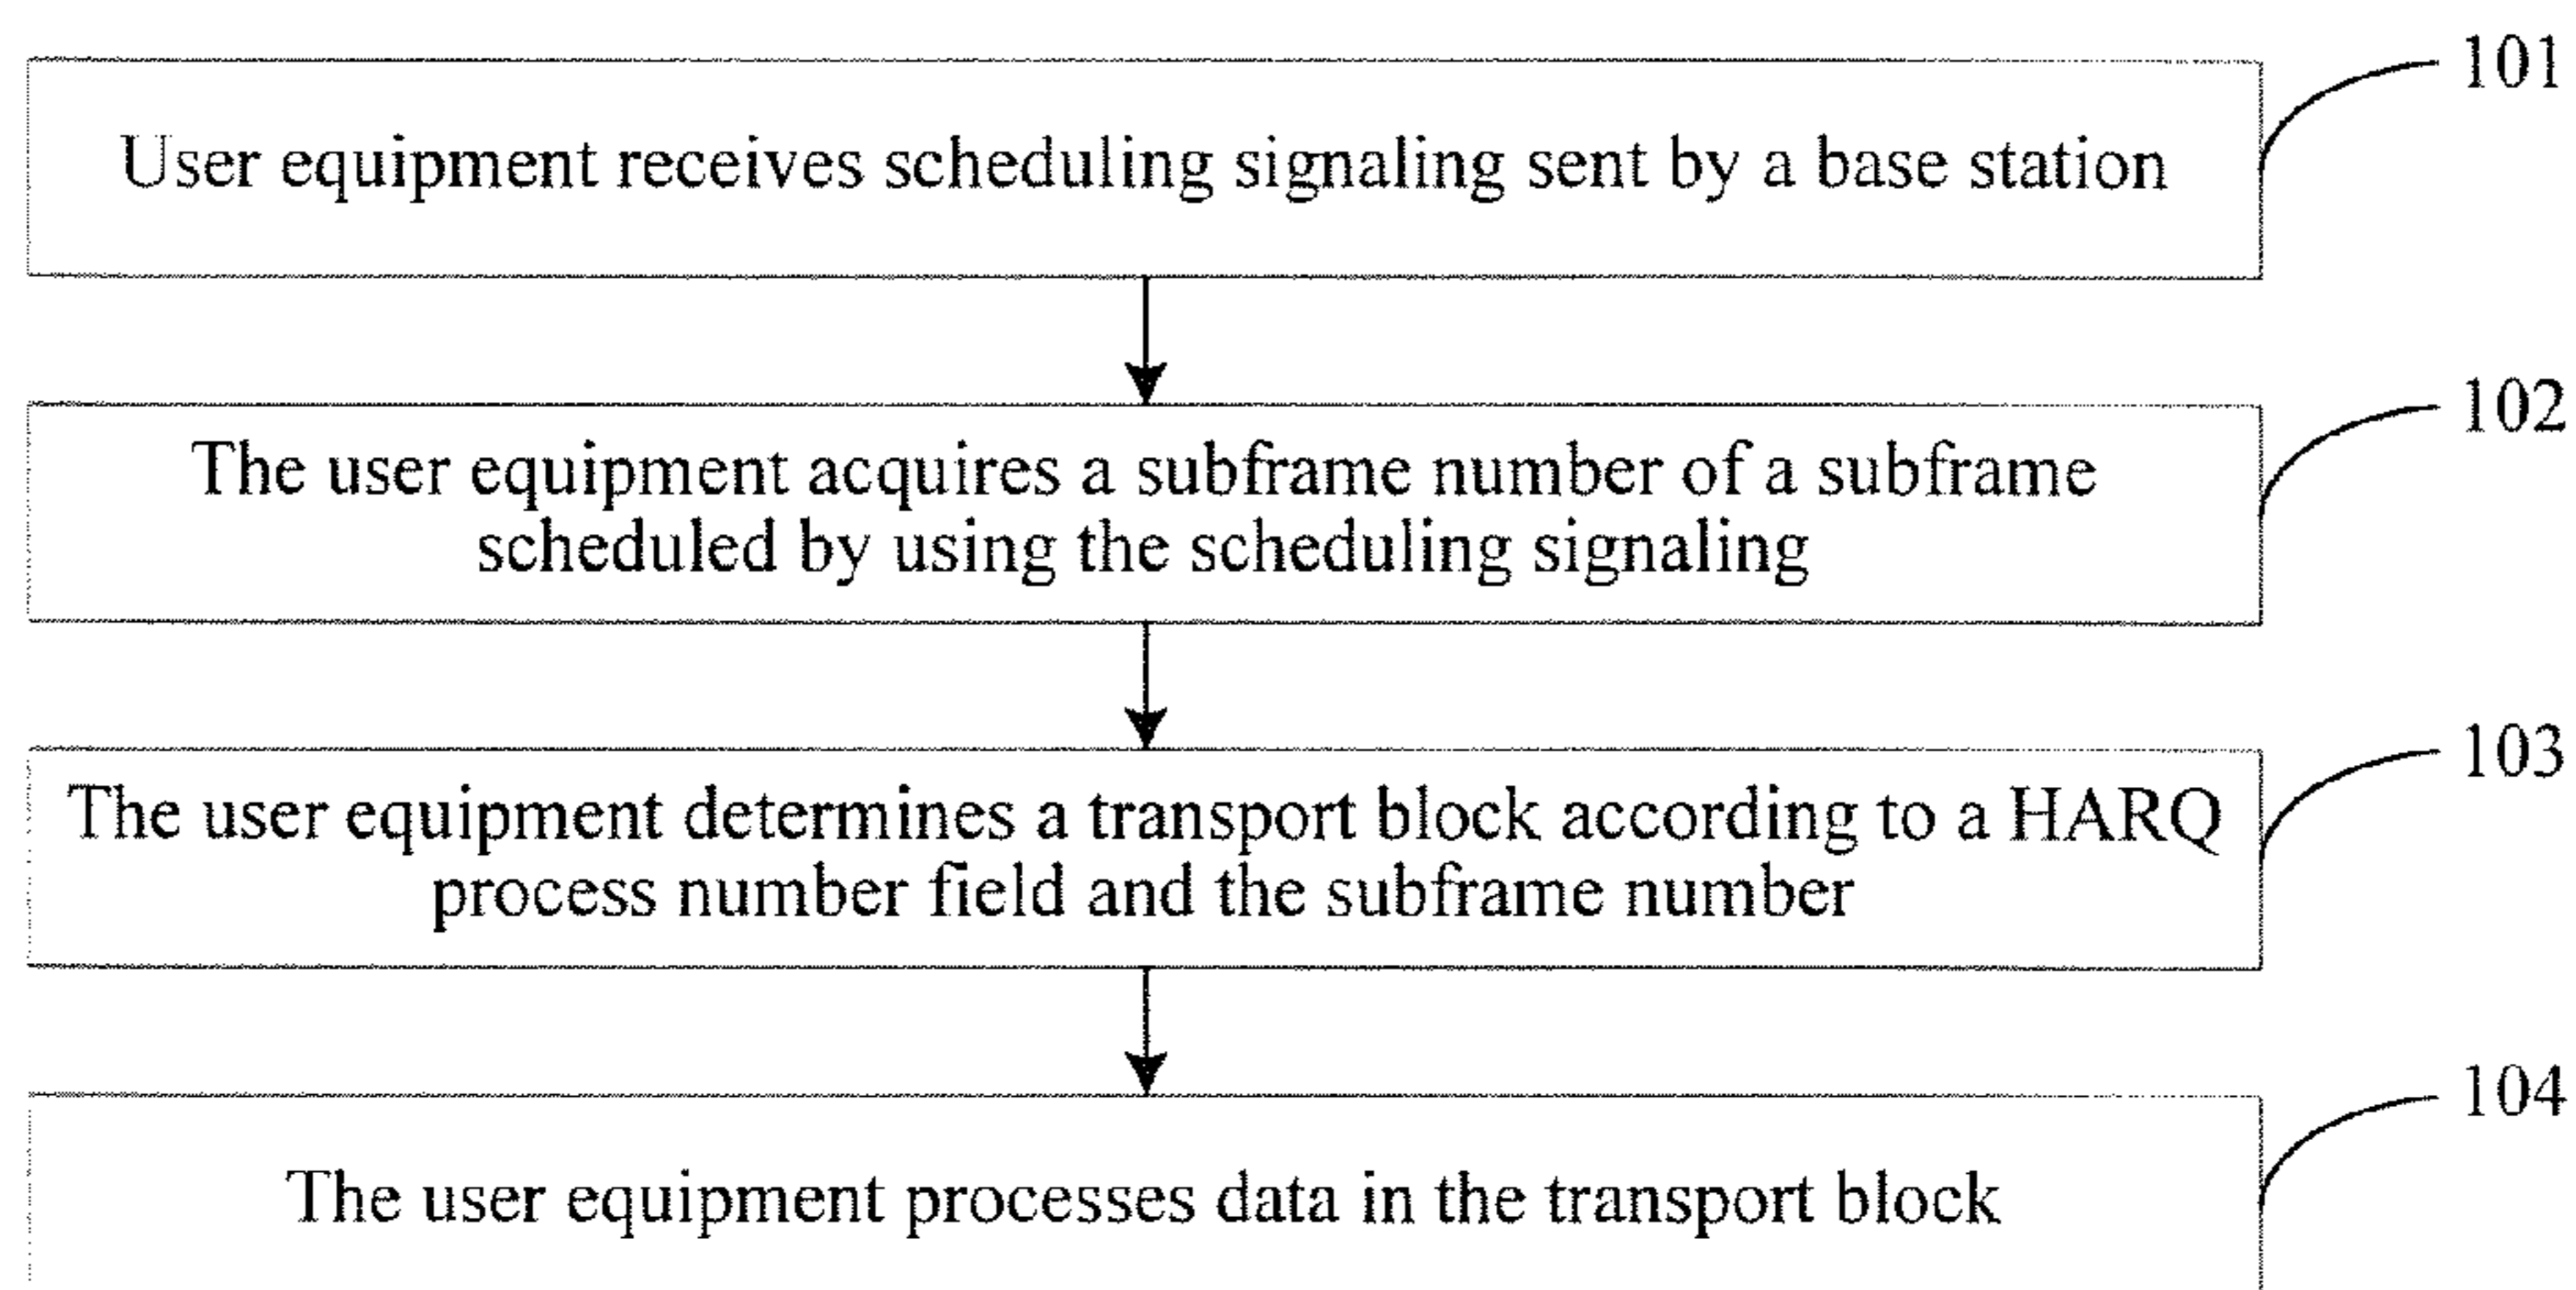 101
User equipment receives scheduling signaling sent by a base station
102
The user equipment acquires a subframe number of a subframe
scheduled by using the scheduling signaling
103
The user equipment determines a transport block according to a HARQ
process number field and the subframe number
104
The user equipment processes data in the transport block